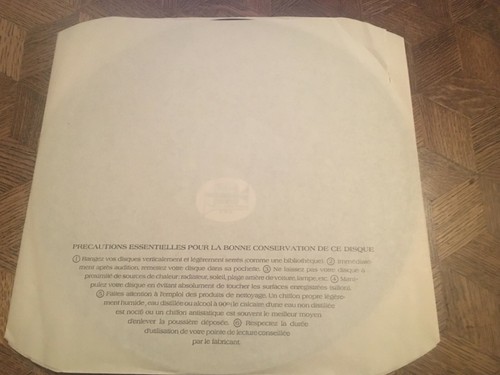 PRÉCAUTIONS ESSENTIELLES POUR LA BONNE CONSERVATION DE CE DISQUE
① Rangez vos disques verticalement et légèrement serrés (comme une bibliothèque). ② Immédiate-
ment après audition, remettez votre disque dans sa pochette. ③ Ne laissez pas votre disque à
proximité de sources de chaleur: radiateur, soleil, plage arrière de voiture, lampe, etc. ④ Mani-
pulez votre disque en évitant absolument de toucher les surfaces enregistrées (sillons).
⑤ Faites attention à l'emploi des produits de nettoyage. Un chiffon propre légère-
ment humide, eau distillée ou alcool à 90° (le calcaire d'une eau non distillée
est nocif) ou un chiffon antistatique est souvent le meilleur moyen
d'enlever la poussière déposée. ⑥ Respectez la durée
d'utilisation de votre pointe de lecture conseillée
par le fabricant.